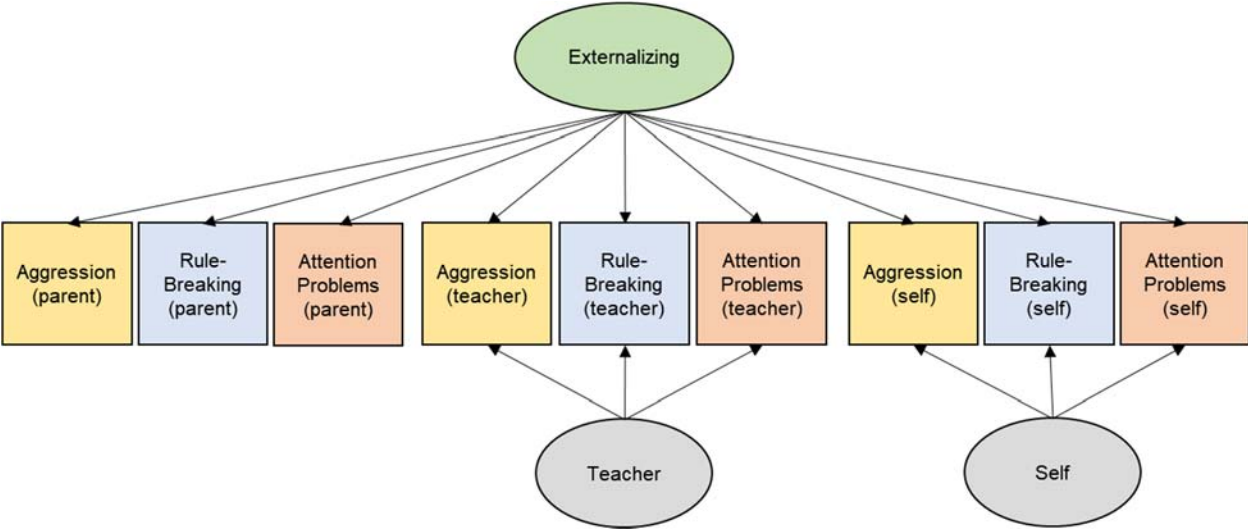 Externalizing
Aggression
(parent)
Rule-
Breaking
(parent)
Attention
Problems
(parent)
Aggression
(teacher)
Rule-
Breaking
(teacher)
Attention
Problems
(teacher)
Aggression
(self)
Rule-
Breaking
(self)
Attention
Problems
(self)
Teacher
Self